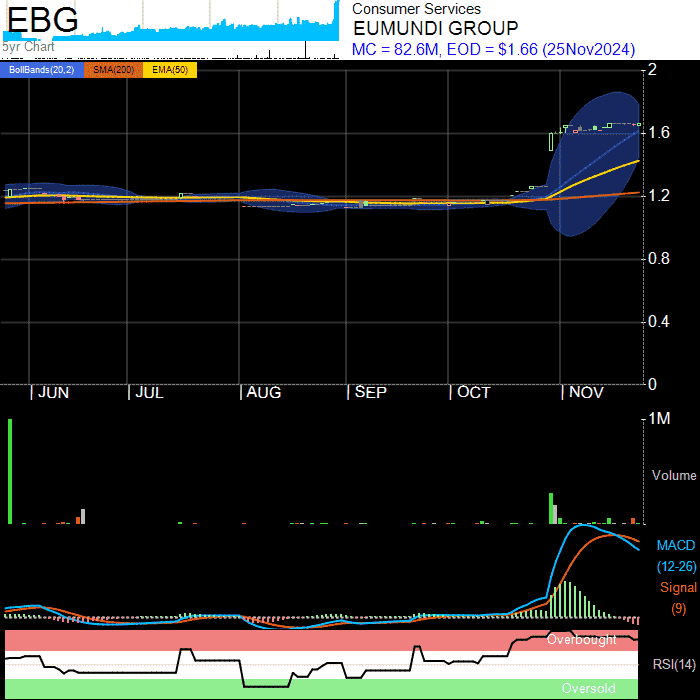 EBG
5yr Chart
Consumer Services
EUMUNDI GROUP
MC = 82.6M, EOD = $1.66 (25Nov2024)
BollBands(20,2) SMA(200) EMA(50)
2
1.6
1.2
0.8
0.4
0
JUN JUL AUG SEP OCT NOV
1M
Volume
MACD
(12-26)
Signal
(9)
Overbought
RSI(14)
Oversold